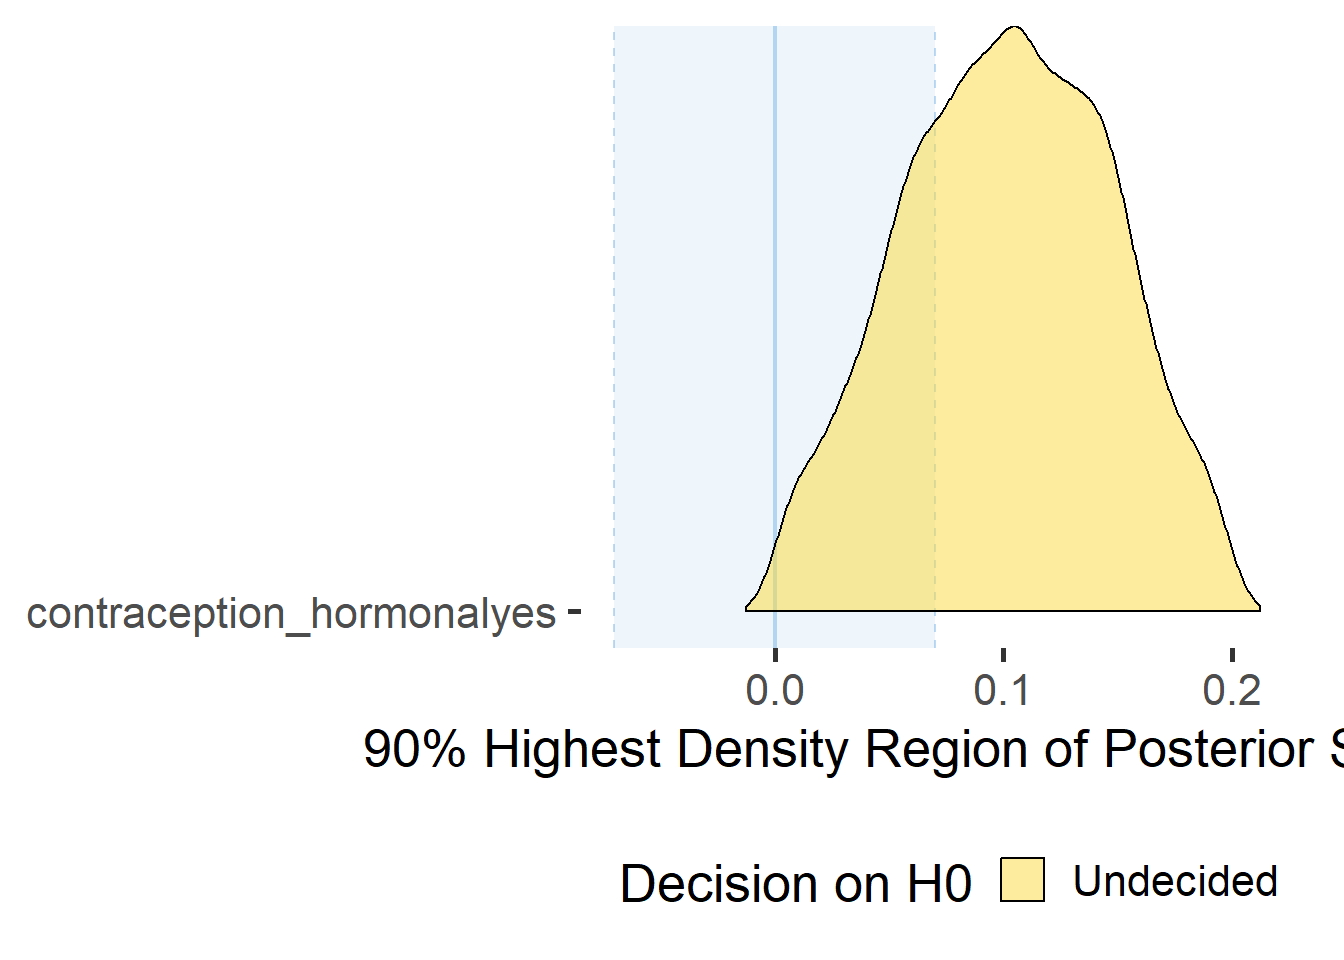 contraception_hormonalyes
0.0 0.1 0.2
90% Highest Density Region of Posterior S
Decision on H0 Undecided